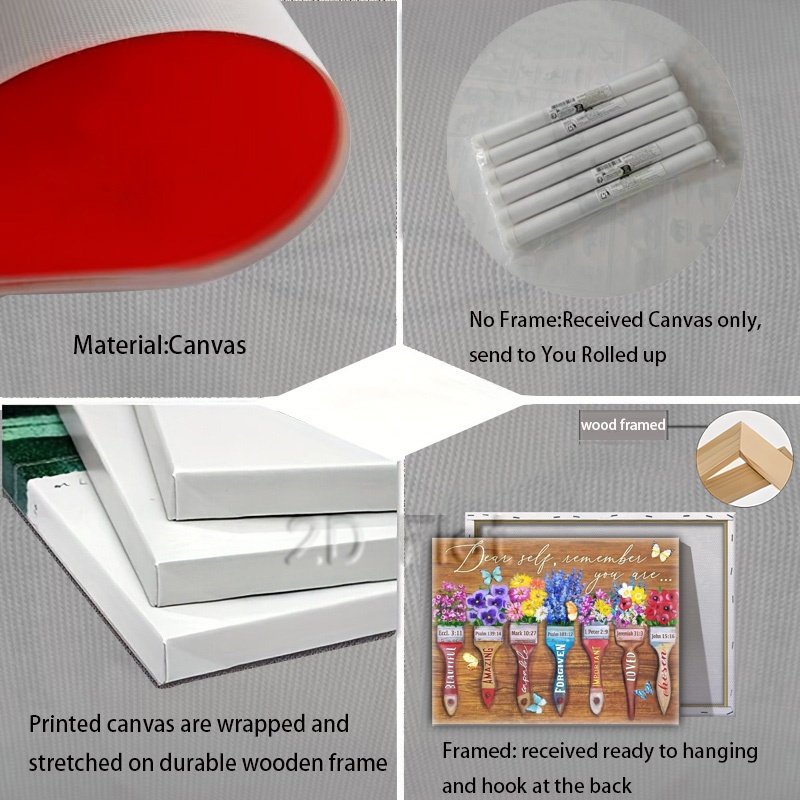 Material:Canvas
No Frame:Received Canvas only,
send to You Rolled up
Printed canvas are wrapped and
stretched on durable wooden frame
wood framed
Dear self, remember
you are...
Eccl. 3:11
Psalm 139:14
Mark 10:27
Psalm 103:12
1 Peter 2:9
Jeremiah 31:3
John 15:16
BEAUTIFUL
AMAZING
capable
FORGIVEN
IMPORTANT
LOVED
chosen
Framed: received ready to hanging
and hook at the back